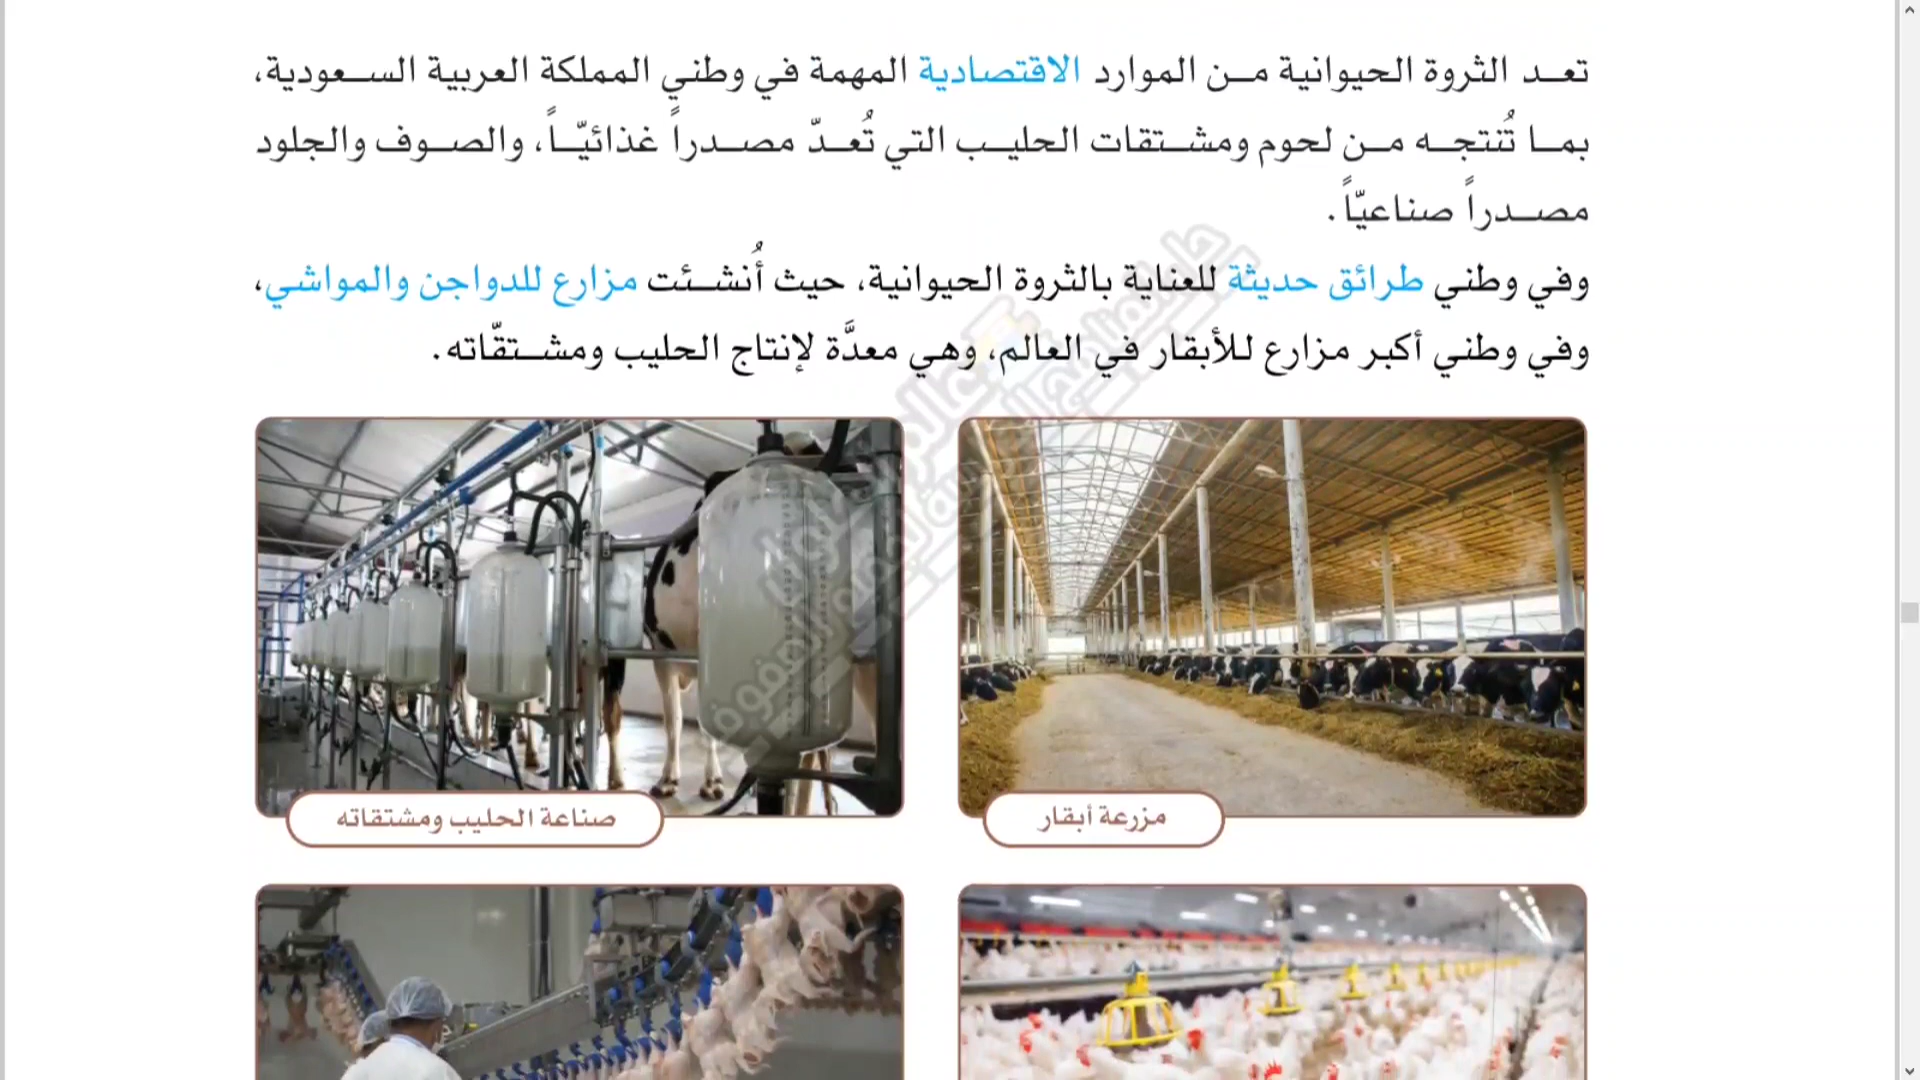 تعد الثروة الحيوانية من الموارد الاقتصادية المهمة في وطني المملكة العربية السعودية،
بما تُنتجه من لحوم ومشتقات الحليب التي تُعدّ مصدراً غذائيّاً، والصوف والجلود
مصدراً صناعيّاً.
وفي وطني طرائق حديثة للعناية بالثروة الحيوانية، حيث أُنشئت مزارع للدواجن والمواشي،
وفي وطني أكبر مزارع للأبقار في العالم، وهي معدَّة لإنتاج الحليب ومشتقّاته.
مزرعة أبقار
صناعة الحليب ومشتقاته